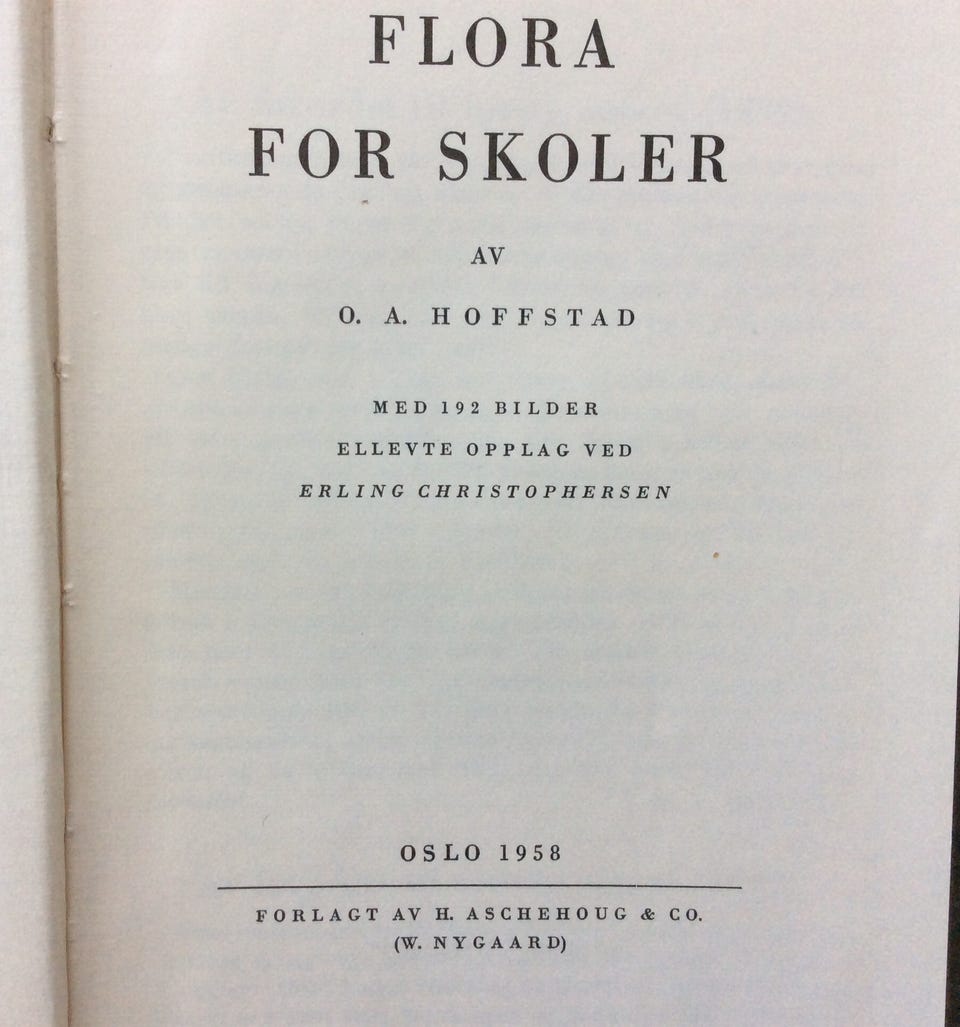 FLORA
FOR SKOLER
AV
O. A. HOFFSTAD
MED 192 BILDER
ELLEVTE OPPLAG VED
ERLING CHRISTOPHERSEN
OSLO 1958
FORLAGT AV H. ASCHEHOUG & CO.
(W. NYGAARD)